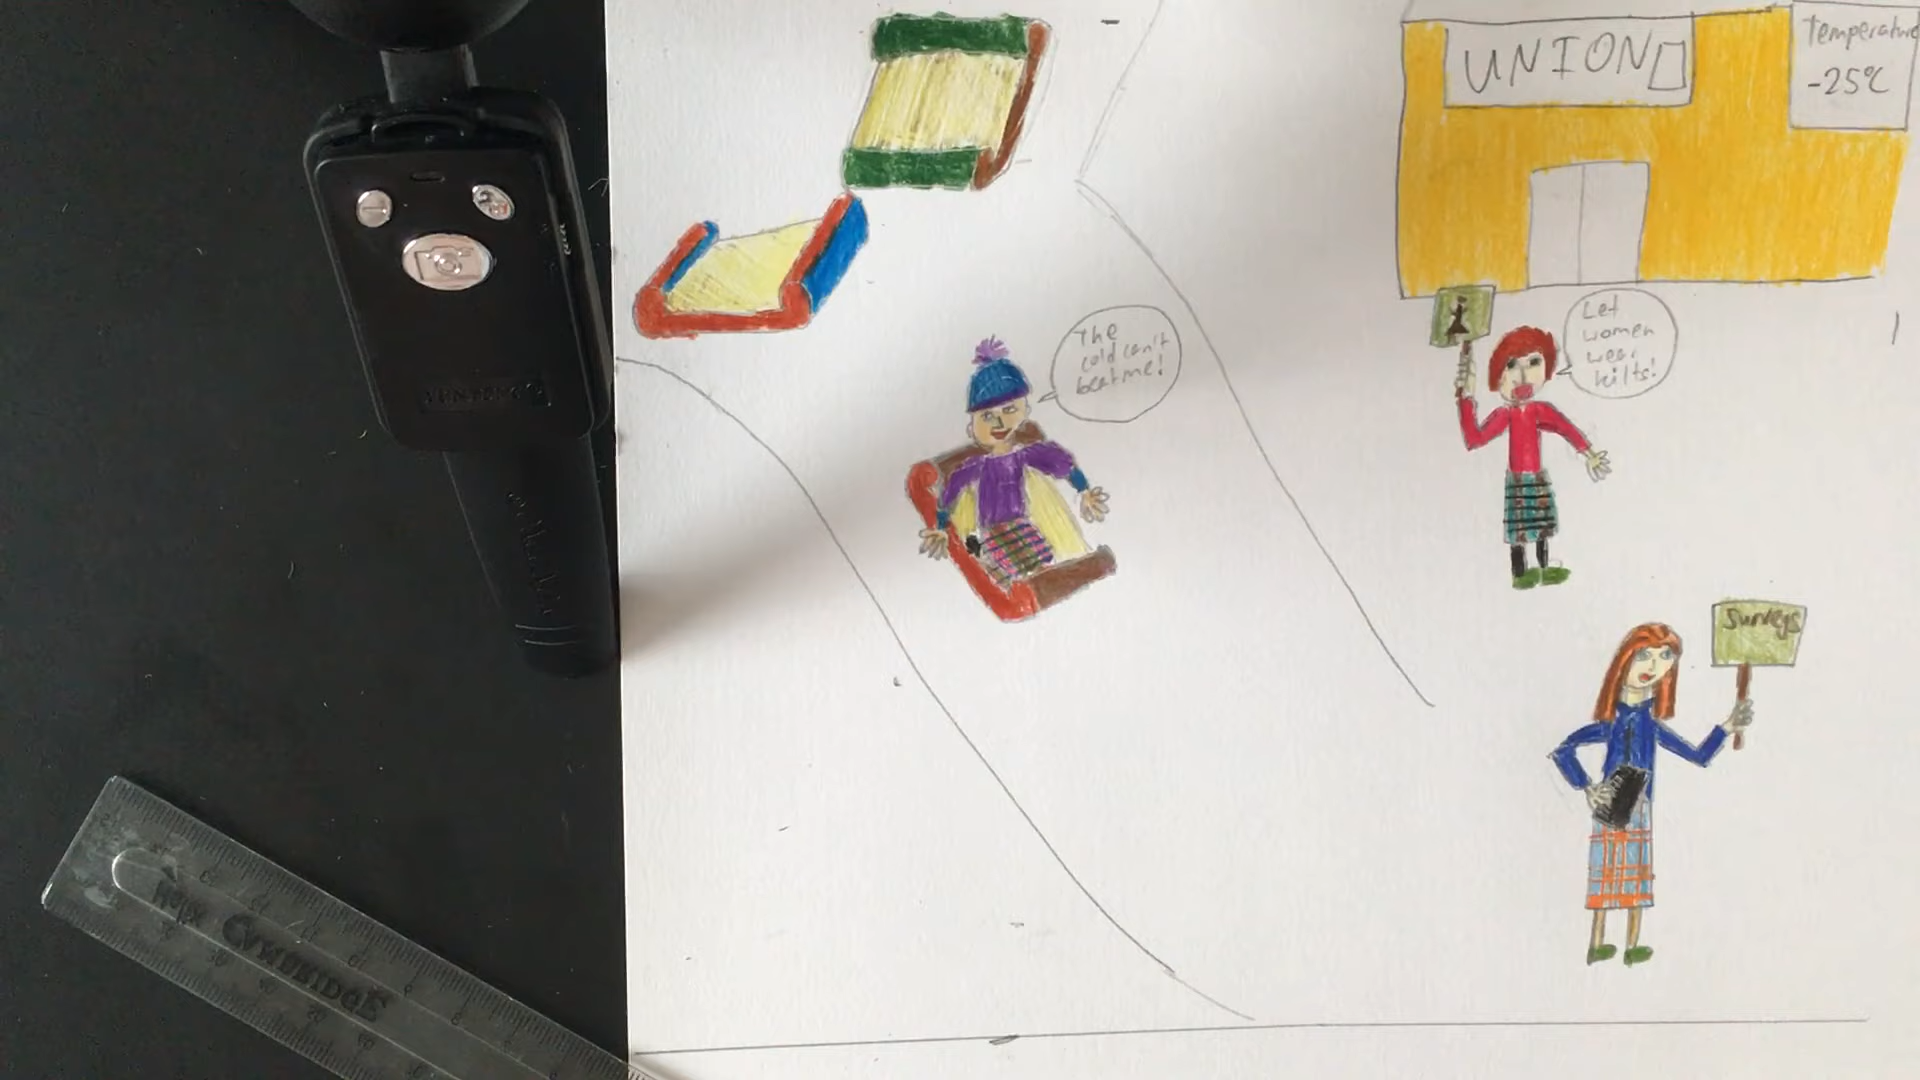 UNION
Temperature
-25°C
The
cold can't
beat me!
Let
women
wear
kilts!
Surveys